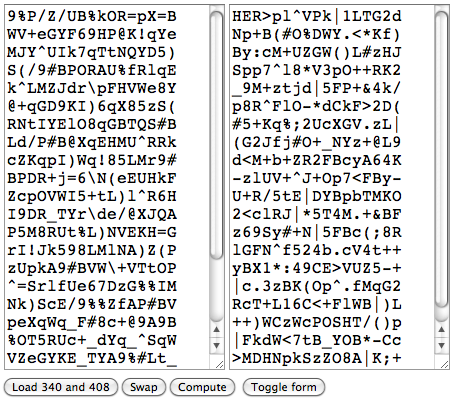 9%P/Z/UB%kOR=pX=B
WV+eGYF69HP@K!qYe
MJY^UIk7qTtNQYD5)
S(/9#BPORAU%fRlqE
k^LMZJdr\pFHVWe8Y
@+qGD9KI)6qX85zS(
RNtIYElO8qGBTQS#B
Ld/P#B@XqEHMU^RRk
cZKqpI)Wq!85LMr9#
BPDR+j=6\N(eEUHkF
ZcpOVWI5+tL)l^R6H
I9DR_TYr\de/@XJQA
P5M8RUt%L)NVEKH=G
rI!Jk598LMlNA)Z(P
zUpkA9#BVW\+VTtOP
^=SrlfUe67DzG%%IM
Nk)ScE/9%%ZfAP#BV
peXqWq_F#8c+@9A9B
%OT5RUc+_dYq_^SqW
VZeGYKE_TYA9%#Lt_
HER>pl^VPk|1LTG2d
Np+B(#O%DWY.<*Kf)
By:cM+UZGW()L#zHJ
Spp7^l8*V3pO++RK2
_9M+ztjd|5FP+&4k/
p8R^FlO-*dCkF>2D(
#5+Kq%;2UcXGV.zL|
(G2Jfj#O+_NYz+@L9
d<M+b+ZR2FBcyA64K
-zlUV+^J+Op7<FBy-
U+R/5tE|DYBpbTMKO
2<clRJ|*5T4M.+&BF
z69Sy#+N|5FBc(;8R
lGFN^f524b.cV4t++
yBX1*:49CE>VUZ5-+
|c.3zBK(Op^.fMqG2
RcT+L16C<+FlWB|)L
++)WCzWcPOSHT/()p
|FkdW<7tB_YOB*-Cc
>MDHNpkSzZO8A|K;+
Load 340 and 408 Swap Compute Toggle form